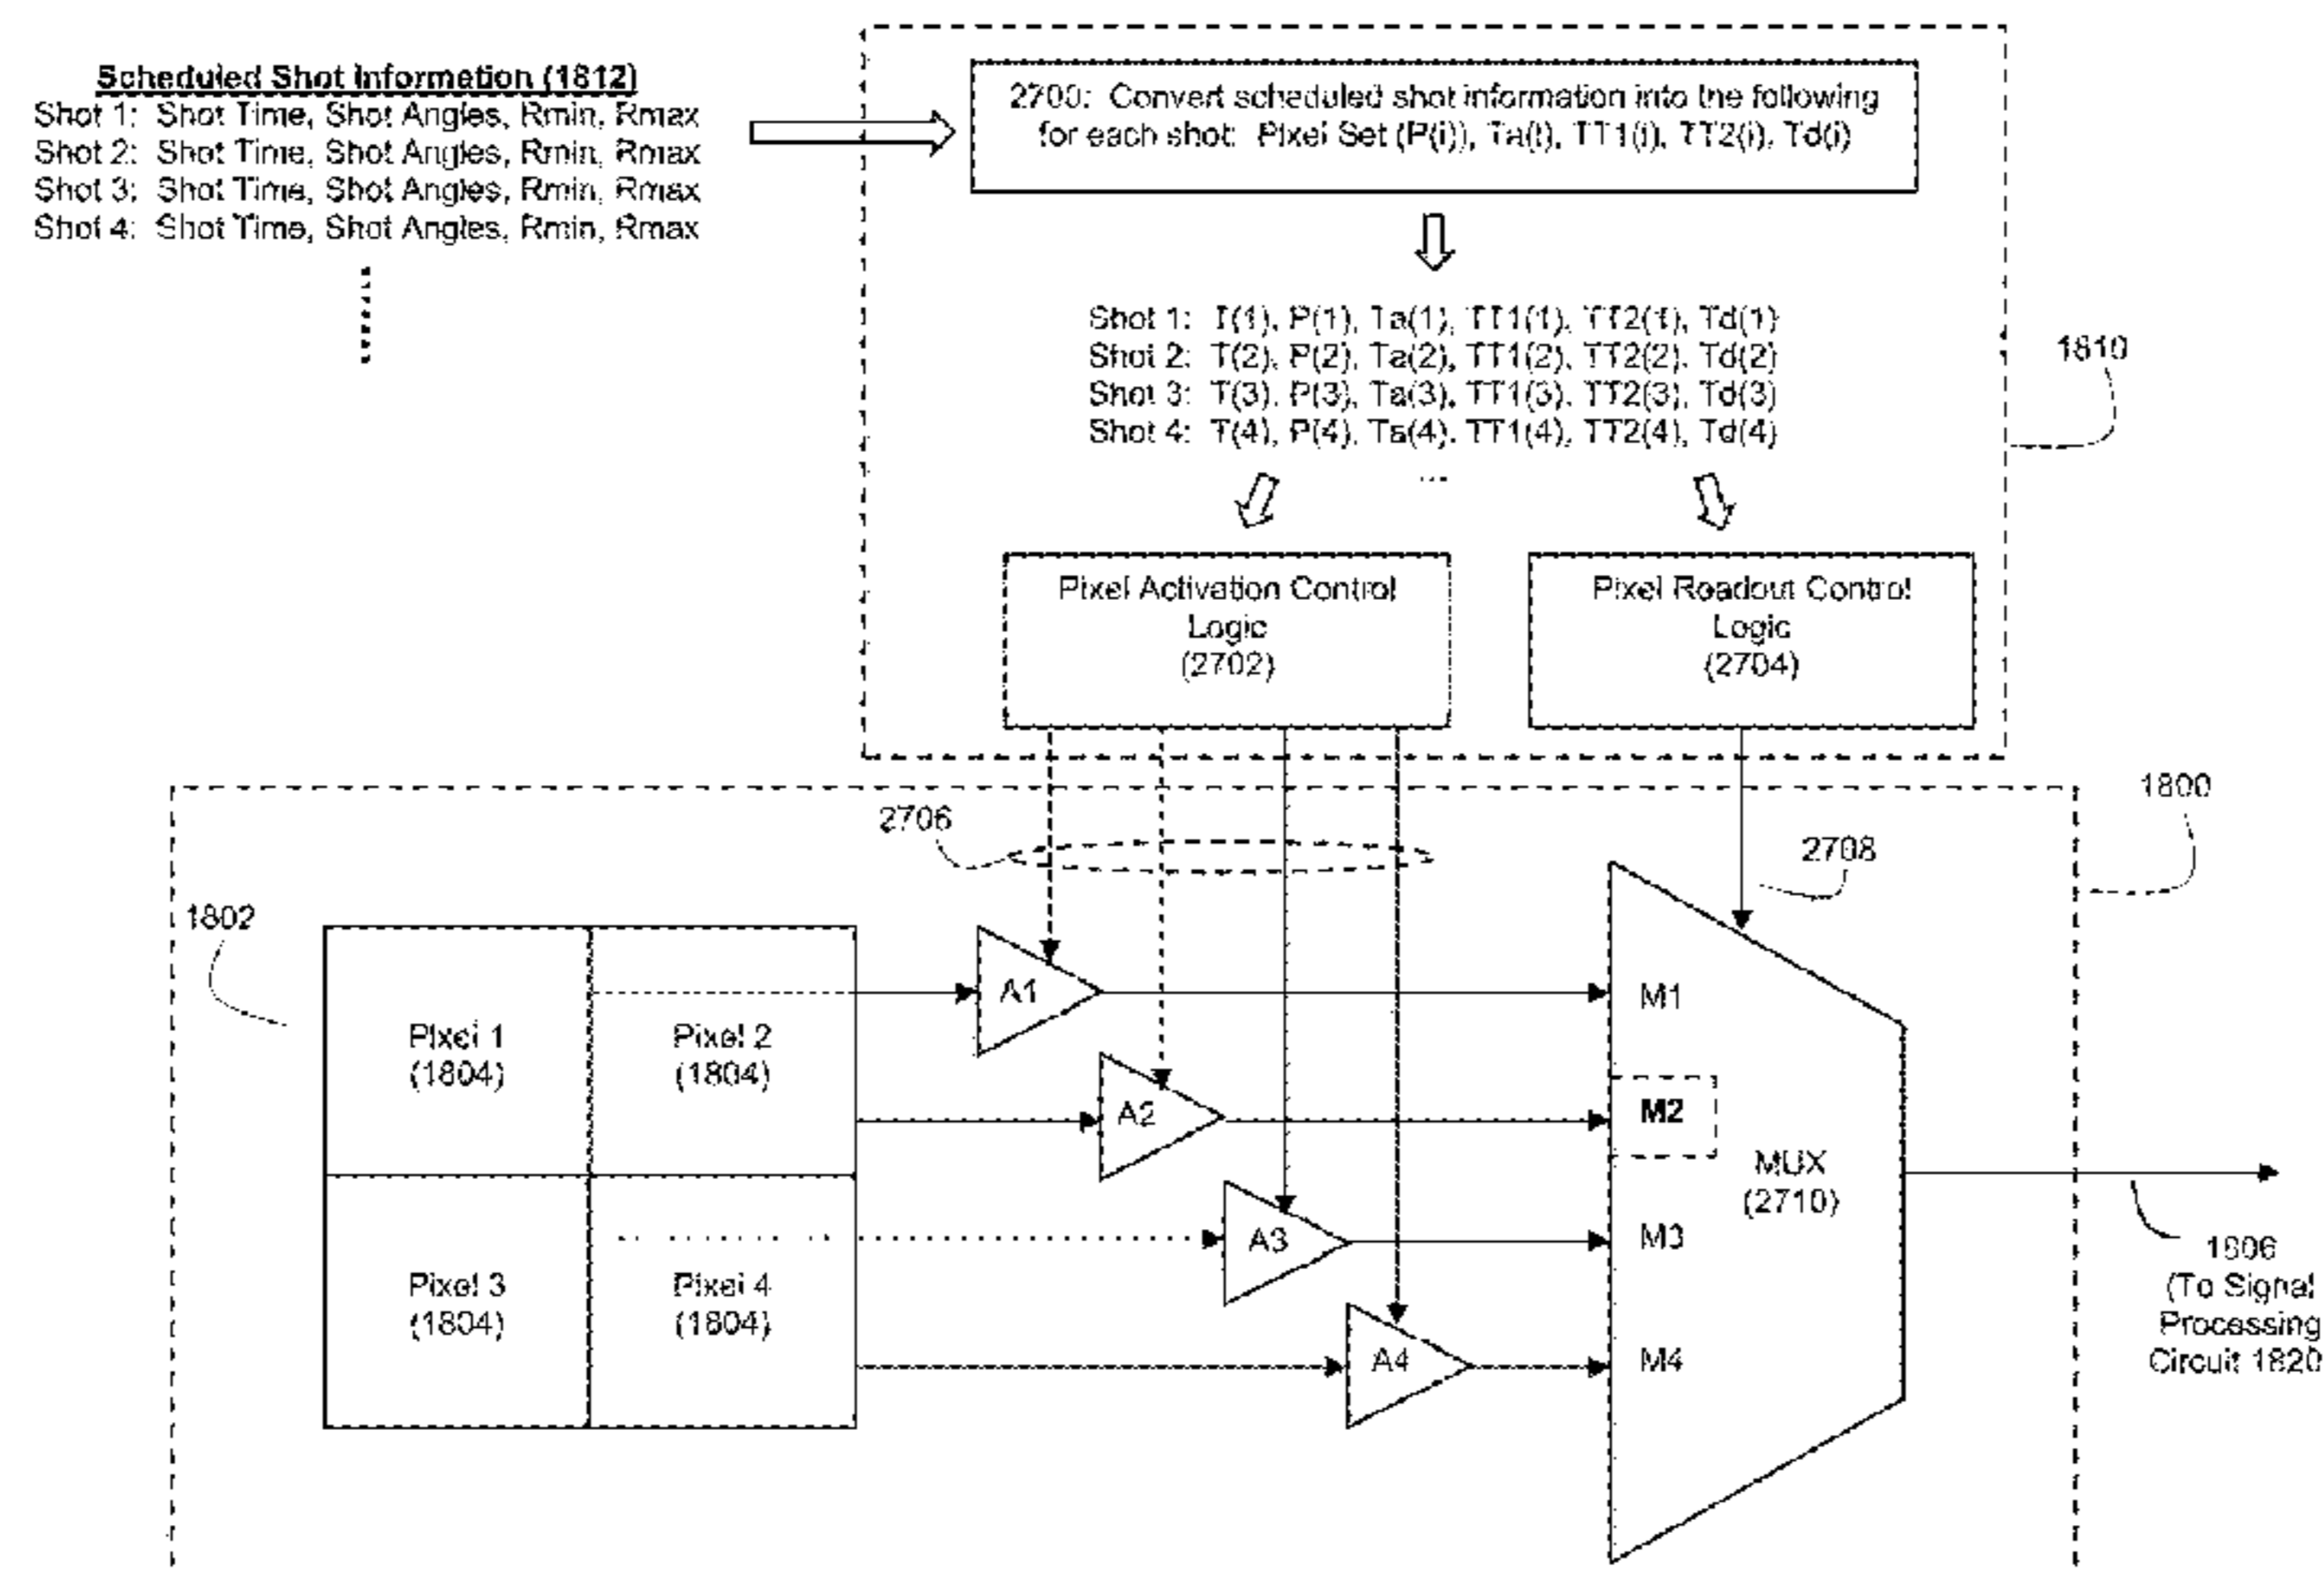 Scheduled Shot Information (1812)
Shot 1: Shot Time, Shot Angles, Rmin, Rmax
Shot 2: Shot Time, Shot Angles, Rmin, Rmax
Shot 3: Shot Time, Shot Angles, Rmin, Rmax
Shot 4: Shot Time, Shot Angles, Rmin, Rmax
2700: Convert scheduled shot information into the following
for each shot: Pixel Set (P(i)), Ta(i), TT1(i), TT2(i), Td(i)
Shot 1: T(1), P(1), Ta(1), TT1(1), TT2(1), Td(1)
Shot 2: T(2), P(2), Ta(2), TT1(2), TT2(2), Td(2)
Shot 3: T(3), P(3), Ta(3), TT1(3), TT2(3), Td(3)
Shot 4: T(4), P(4), Ta(4), TT1(4), TT2(4), Td(4)
...
1810
Pixel Activation Control
Logic
(2702)
Pixel Readout Control
Logic
(2704)
1800
2706
2708
1802
Pixel 1
(1804)
Pixel 2
(1804)
Pixel 3
(1804)
Pixel 4
(1804)
A1
A2
A3
A4
M1
M2
M3
M4
MUX
(2710)
1806
(To Signal
Processing
Circuit 1820